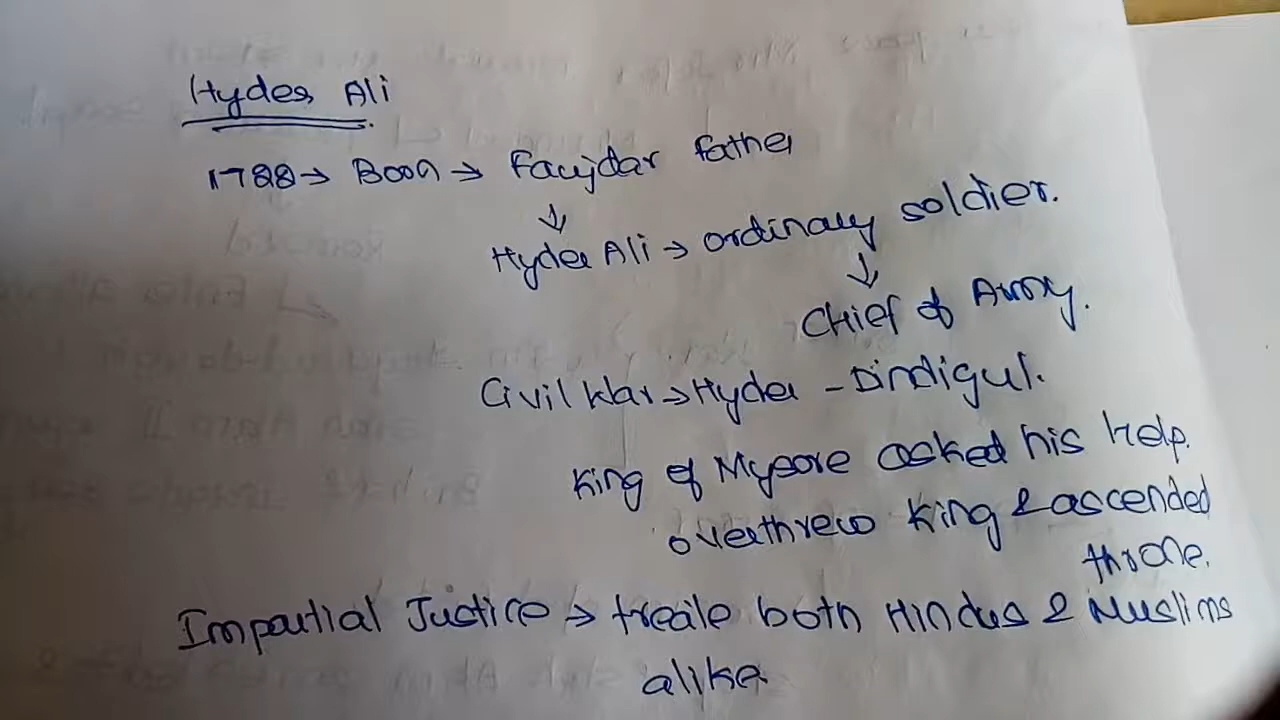 Hyder Ali
1722 → Born → Faujdar father
↓
Hyder Ali → ordinary soldier.
↓
Chief of Army.
Civil War → Hyder - Dindigul.
King of Mysore asked his help.
overthrew King & ascended
throne.
Impartial Justice → treate both Hindus & Muslims
alike